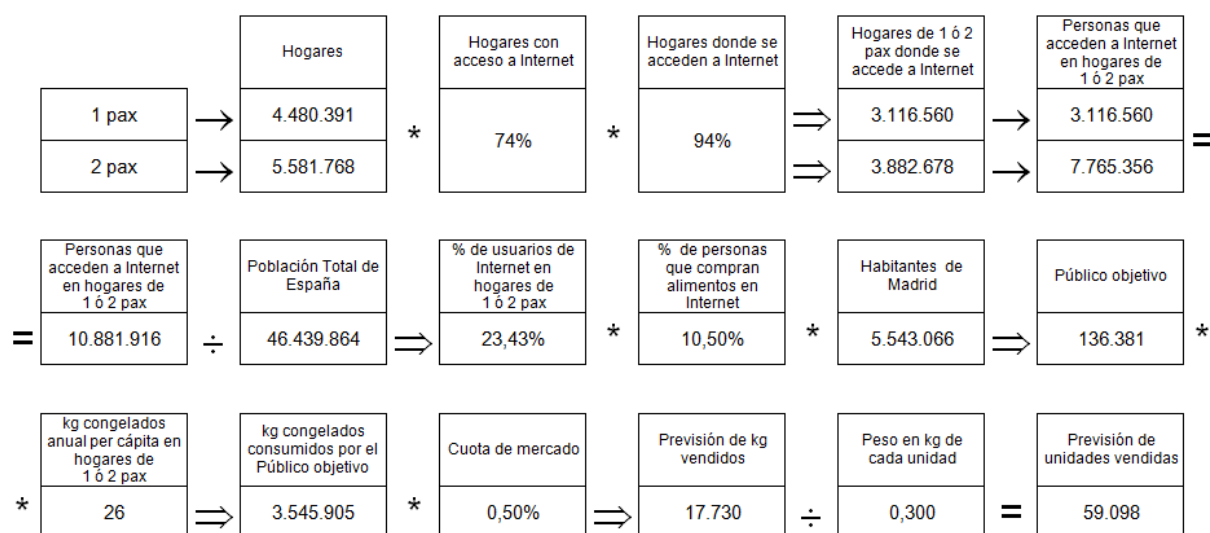 Hogares
Hogares con
acceso a Internet
Hogares donde se
acceden a Internet
Hogares de 1 ó 2
pax donde se
accede a Internet
Personas que
acceden a Internet
en hogares de
1 ó 2 pax
1 pax → 4.480.391 * 74% * 94% ⇒ 3.116.560 → 3.116.560 =
2 pax → 5.581.768 ⇒ 3.882.678 → 7.765.356
Personas que
acceden a Internet
en hogares de
1 ó 2 pax
Población Total de
España
% de usuarios de
Internet en
hogares de
1 ó 2 pax
% de personas
que compran
alimentos en
Internet
Habitantes de
Madrid
Público objetivo
= 10.881.916 ÷ 46.439.864 ⇒ 23,43% * 10,50% * 5.543.066 ⇒ 136.381 *
kg congelados
anual per cápita en
hogares de
1 ó 2 pax
kg congelados
consumidos por el
Público objetivo
Cuota de mercado
Previsión de kg
vendidos
Peso en kg de
cada unidad
Previsión de
unidades vendidas
* 26 ⇒ 3.545.905 * 0,50% ⇒ 17.730 ÷ 0,300 = 59.098